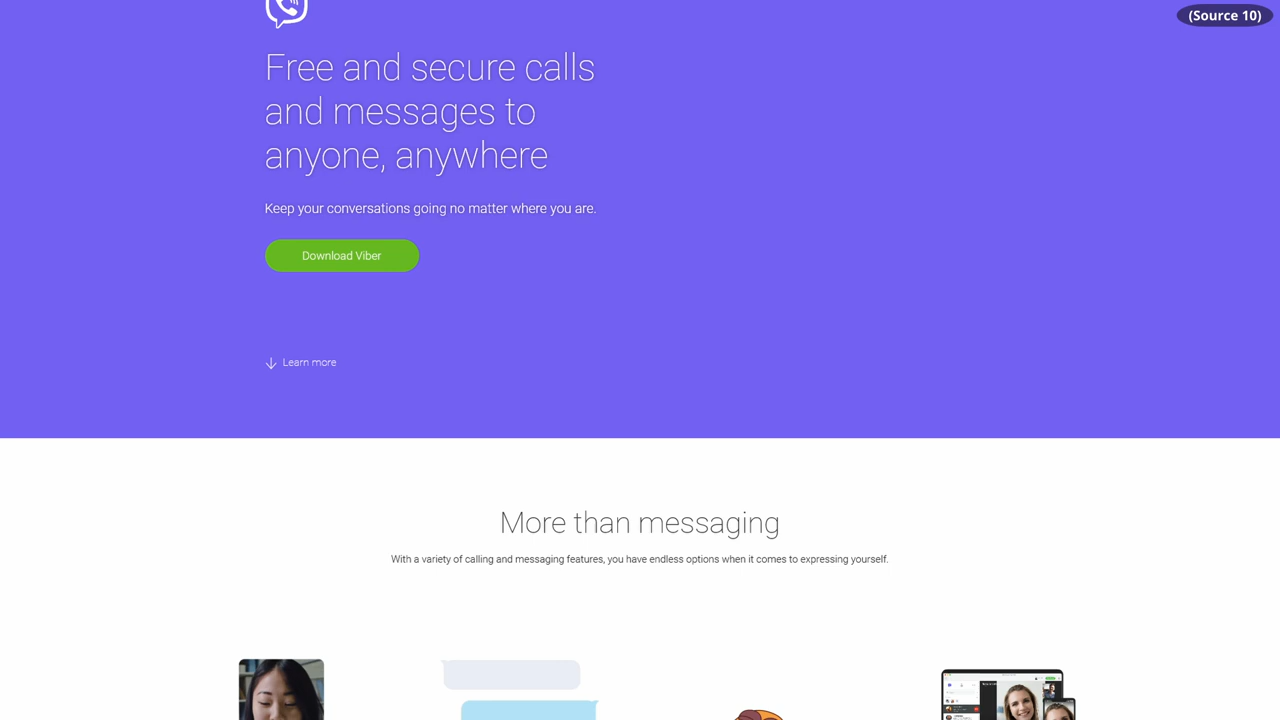 (Source 10)
Free and secure calls
and messages to
anyone, anywhere
Keep your conversations going no matter where you are.
Download Viber
Learn more
More than messaging
With a variety of calling and messaging features, you have endless options when it comes to expressing yourself.